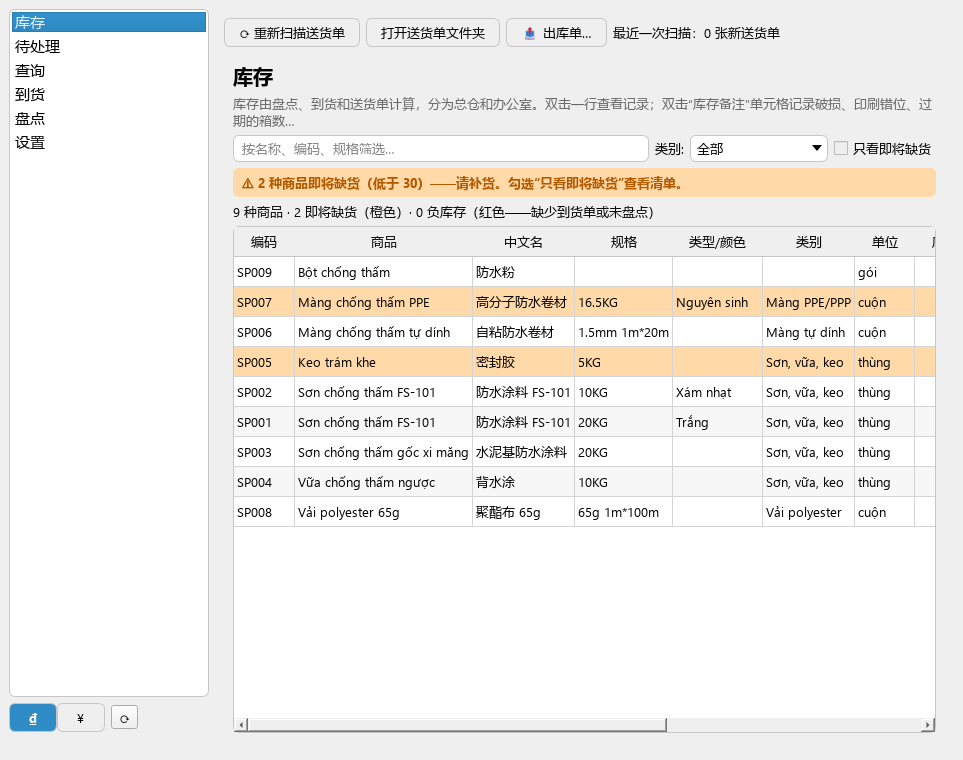 库存
待处理
查询
到货
盘点
设置
₫ ¥ ⟳
⟳ 重新扫描送货单 打开送货单文件夹 📤 出库单... 最近一次扫描：0 张新送货单
库存
库存由盘点、到货和送货单计算，分为总仓和办公室。双击一行查看记录；双击“库存备注”单元格记录破损、印刷错位、过
期的箱数...
按名称、编码、规格筛选... 类别: 全部 只看即将缺货
⚠ 2 种商品即将缺货（低于 30）——请补货。勾选“只看即将缺货”查看清单。
9 种商品 · 2 即将缺货（橙色）· 0 负库存（红色——缺少到货单或未盘点）
编码 商品 中文名 规格 类型/颜色 类别 单位
SP009 Bột chống thấm 防水粉 gói
SP007 Màng chống thấm PPE 高分子防水卷材 16.5KG Nguyên sinh Màng PPE/PPP cuộn
SP006 Màng chống thấm tự dính 自粘防水卷材 1.5mm 1m*20m Màng tự dính cuộn
SP005 Keo trám khe 密封胶 5KG Sơn, vữa, keo thùng
SP002 Sơn chống thấm FS-101 防水涂料 FS-101 10KG Xám nhạt Sơn, vữa, keo thùng
SP001 Sơn chống thấm FS-101 防水涂料 FS-101 20KG Trắng Sơn, vữa, keo thùng
SP003 Sơn chống thấm gốc xi măng 水泥基防水涂料 20KG Sơn, vữa, keo thùng
SP004 Vữa chống thấm ngược 背水涂 10KG Sơn, vữa, keo thùng
SP008 Vải polyester 65g 聚酯布 65g 65g 1m*100m Vải polyester cuộn